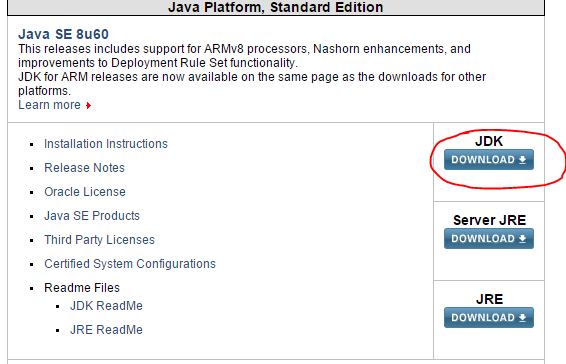 Java Platform, Standard Edition
Java SE 8u60
This releases includes support for ARMv8 processors, Nashorn enhancements, and
improvements to Deployment Rule Set functionality.
JDK for ARM releases are now available on the same page as the downloads for other
platforms.
Learn more
Installation Instructions
Release Notes
Oracle License
Java SE Products
Third Party Licenses
Certified System Configurations
Readme Files
JDK ReadMe
JRE ReadMe
JDK
DOWNLOAD
Server JRE
DOWNLOAD
JRE
DOWNLOAD